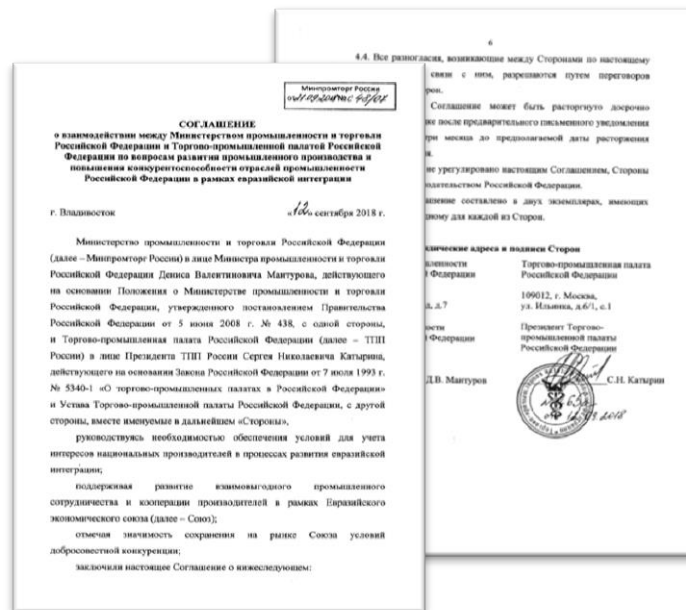 Минпромторг России
СОГЛАШЕНИЕ
о взаимодействии между Министерством промышленности и торговли
Российской Федерации и Торгово-промышленной палатой Российской
Федерации по вопросам развития промышленного производства и
повышения конкурентоспособности отраслей промышленности
Российской Федерации в рамках евразийской интеграции
г. Владивосток «12» сентября 2018 г.
Министерство промышленности и торговли Российской Федерации
(далее – Минпромторг России) в лице Министра промышленности и торговли
Российской Федерации Дениса Валентиновича Мантурова, действующего
на основании Положения о Министерстве промышленности и торговли
Российской Федерации, утвержденного постановлением Правительства
Российской Федерации от 5 июня 2008 г. № 438, с одной стороны,
и Торгово-промышленная палата Российской Федерации (далее – ТПП
России) в лице Президента ТПП России Сергея Николаевича Катырина,
действующего на основании Закона Российской Федерации от 7 июля 1993 г.
№ 5340-1 «О торгово-промышленных палатах в Российской Федерации»
и Устава Торгово-промышленной палаты Российской Федерации, с другой
стороны, вместе именуемые в дальнейшем «Стороны»,
руководствуясь необходимостью обеспечения условий для учета
интересов национальных производителей в процессах развития евразийской
интеграции;
поддерживая развитие взаимовыгодного промышленного
сотрудничества и кооперации производителей в рамках Евразийского
экономического союза (далее – Союз);
отмечая значимость сохранения на рынке Союза условий
добросовестной конкуренции;
заключили настоящее Соглашение о нижеследующем:
6
4.4. Все разногласия, возникающие между Сторонами по настоящему
связи с ним, разрешаются путем переговоров
Соглашение может быть расторгнуто досрочно
после предварительного письменного уведомления
месяца до предполагаемой даты расторжения
не урегулировано настоящим Соглашением, Стороны
Российской Федерации.
составлено в двух экземплярах, имеющих
для каждой из Сторон.
адреса и подписи Сторон
Торгово-промышленная палата
Федерации Российской Федерации
109012, г. Москва,
д.7 ул. Ильинка, д.6/1, с.1
Президент Торгово-
Федерации промышленной палаты
Российской Федерации
Д.В. Мантуров С.Н. Катырин
12.09.2018